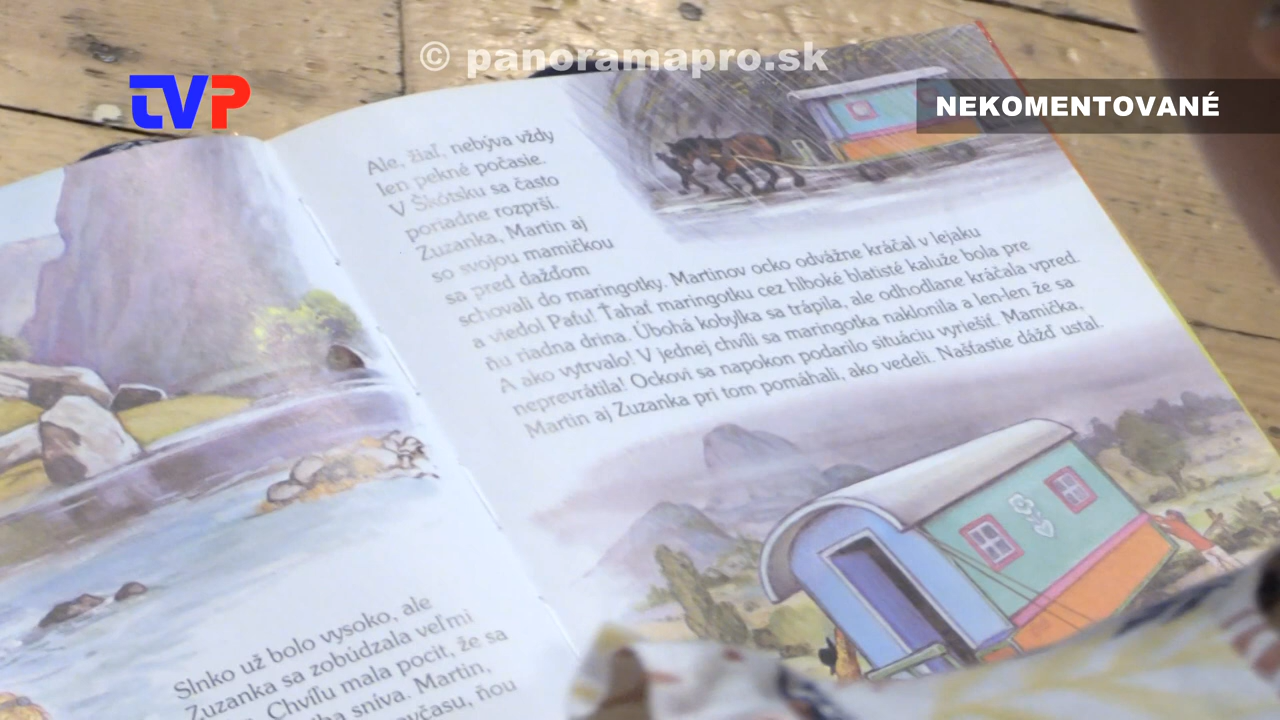 © panoramapro.sk
TVP
NEKOMENTOVANÉ
Ale, žiaľ, nebýva vždy
len pekné počasie.
V Škótsku sa často
poriadne rozprší.
Zuzanka, Martin aj
so svojou mamičkou
sa pred dažďom
schovali do maringotky. Martinov ocko odvážne kráčal v lejaku
a viedol Pafu! Ťahať maringotku cez hlboké blatisté kaluže bola pre
ňu riadna drina. Úbohá kobylka sa trápila, ale odhodlane kráčala vpred.
A ako vytrvalo! V jednej chvíli sa maringotka naklonila a len-len že sa
neprevrátila! Ockovi sa napokon podarilo situáciu vyriešiť. Mamička,
Martin aj Zuzanka pri tom pomáhali, ako vedeli. Našťastie dážď ustal.
Slnko už bolo vysoko, ale
Zuzanka sa zobúdzala veľmi
Chvíľu mala pocit, že sa
sníva. Martin,
ňou